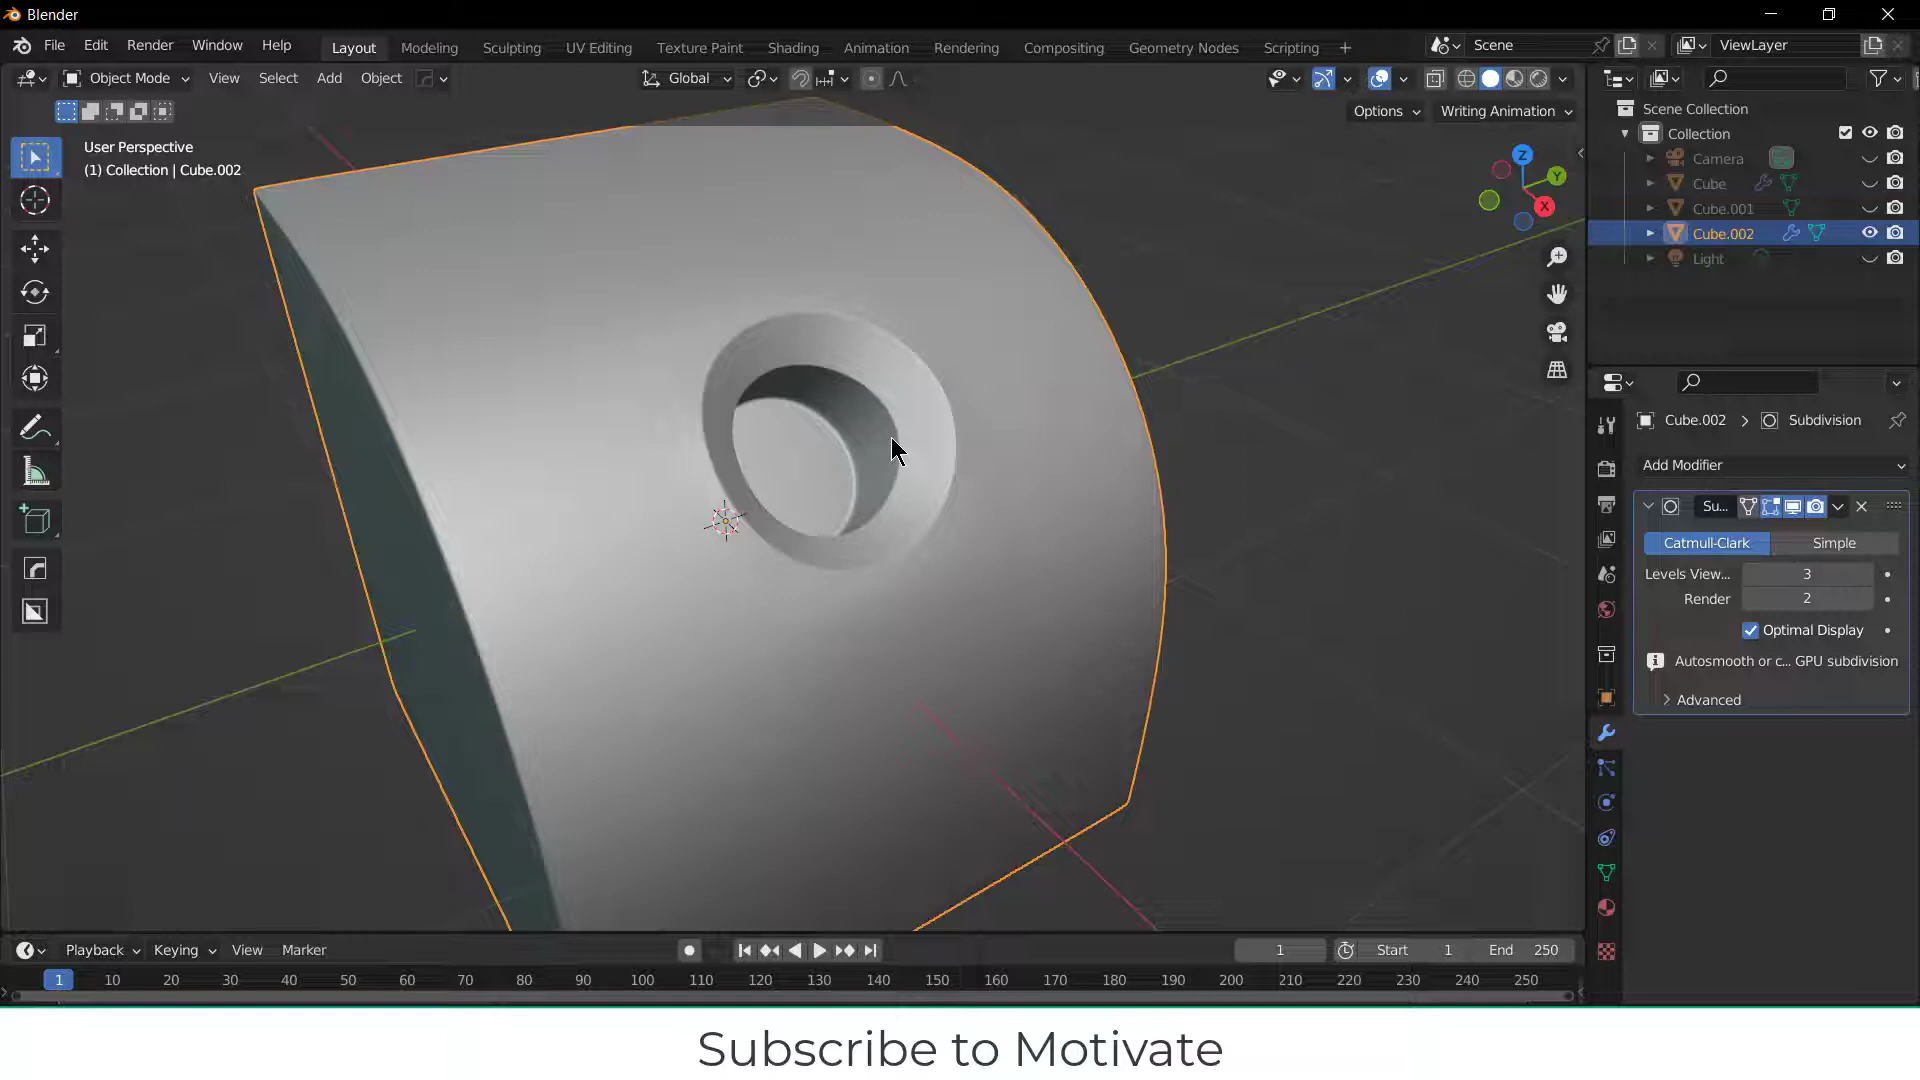 Blender
File Edit Render Window Help Layout Modeling Sculpting UV Editing Texture Paint Shading Animation Rendering Compositing Geometry Nodes Scripting + Scene ViewLayer
Object Mode View Select Add Object Global
Options Writing Animation
User Perspective
(1) Collection | Cube.002
Z
Y
X
Scene Collection
Collection
Camera
Cube
Cube.001
Cube.002
Light
Cube.002 > Subdivision
Add Modifier
Su...
Catmull-Clark Simple
Levels View... 3
Render 2
Optimal Display
Autosmooth or c... GPU subdivision
Advanced
Playback Keying View Marker 1 Start 1 End 250
1 10 20 30 40 50 60 70 80 90 100 110 120 130 140 150 160 170 180 190 200 210 220 230 240 250
Subscribe to Motivate